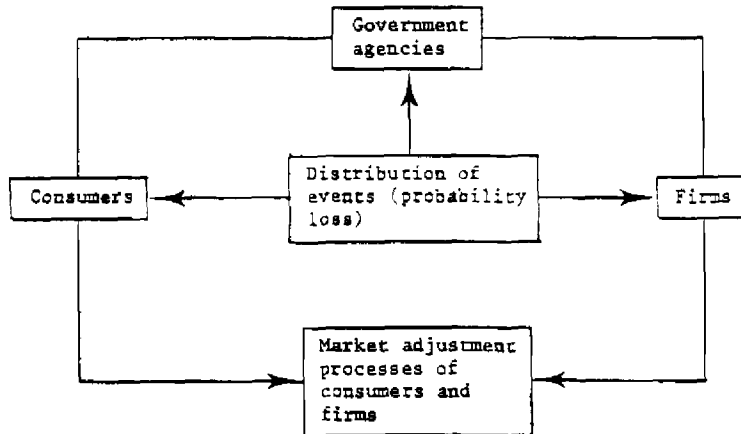 Government
agencies
Distribution of
events (probability
loss)
Consumers
Firms
Market adjustment
processes of
consumers and
firms